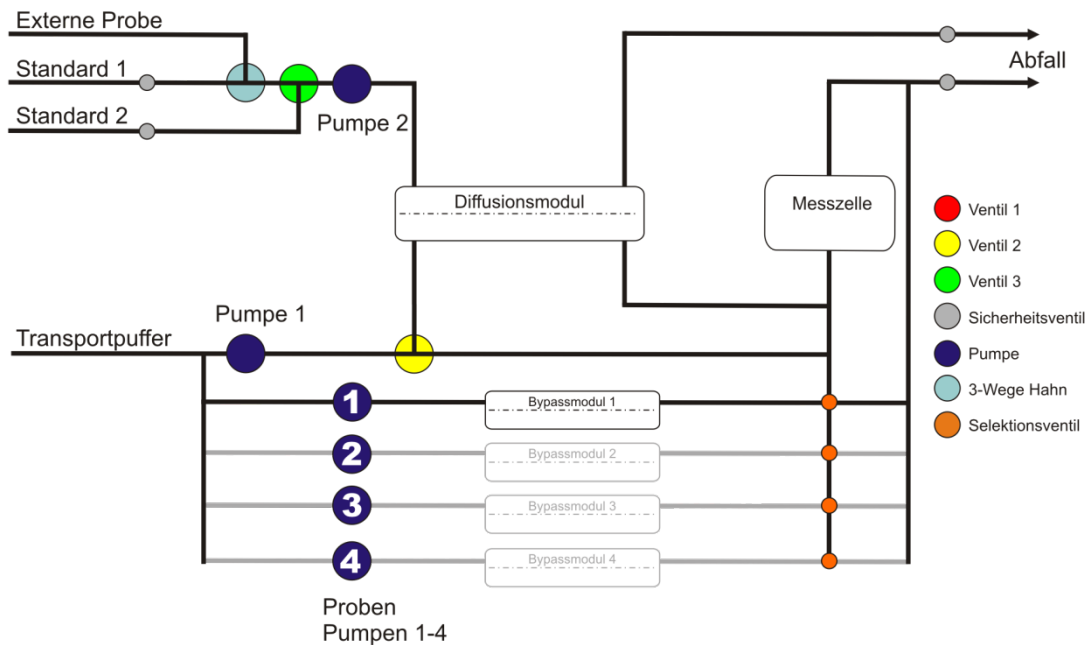 Externe Probe
Standard 1
Standard 2
Pumpe 2
Abfall
Diffusionsmodul
Messzelle
Ventil 1
Ventil 2
Ventil 3
Sicherheitsventil
Pumpe
3-Wege Hahn
Selektionsventil
Pumpe 1
Transportpuffer
1
Bypassmodul 1
2
Bypassmodul 2
3
Bypassmodul 3
4
Bypassmodul 4
Proben
Pumpen 1-4